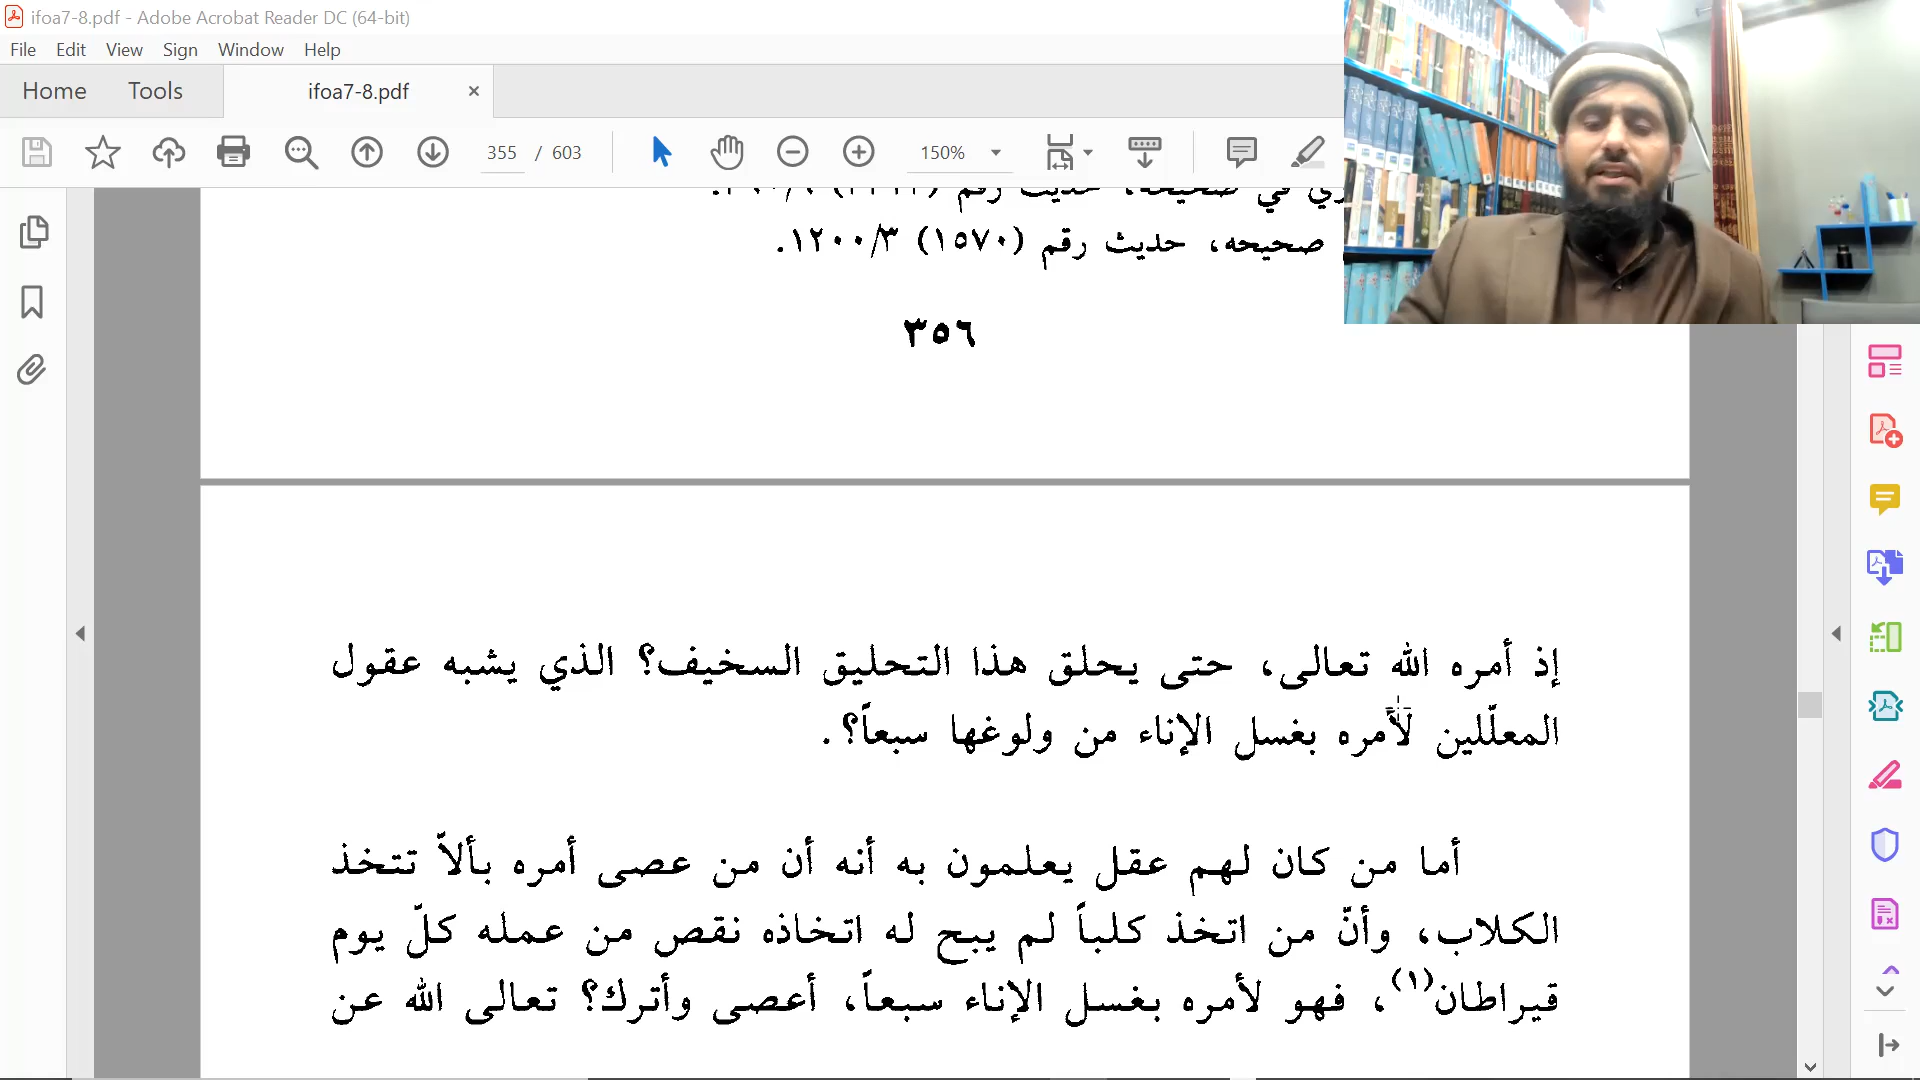 ifoa7-8.pdf - Adobe Acrobat Reader DC (64-bit)
File Edit View Sign Window Help
Home Tools ifoa7-8.pdf ×
355 / 603 150%
في صحيحه، حديث رقم
صحيحه، حديث رقم (١٥٧٠) ١٢٠٠/٣.
٣٥٦
إذ أمره الله تعالى، حتى يحلق هذا التحليق السخيف؟ الذي يشبه عقول
المعلّلين لأمره بغسل الإناء من ولوغها سبعاً؟.
أما من كان لهم عقل يعلمون به أنه أن من عصى أمره بألاّ تتخذ
الكلاب، وأنّ من اتخذ كلباً لم يبح له اتخاذه نقص من عمله كلّ يوم
قيراطان(١)، فهو لأمره بغسل الإناء سبعاً، أعصى وأترك؟ تعالى الله عن